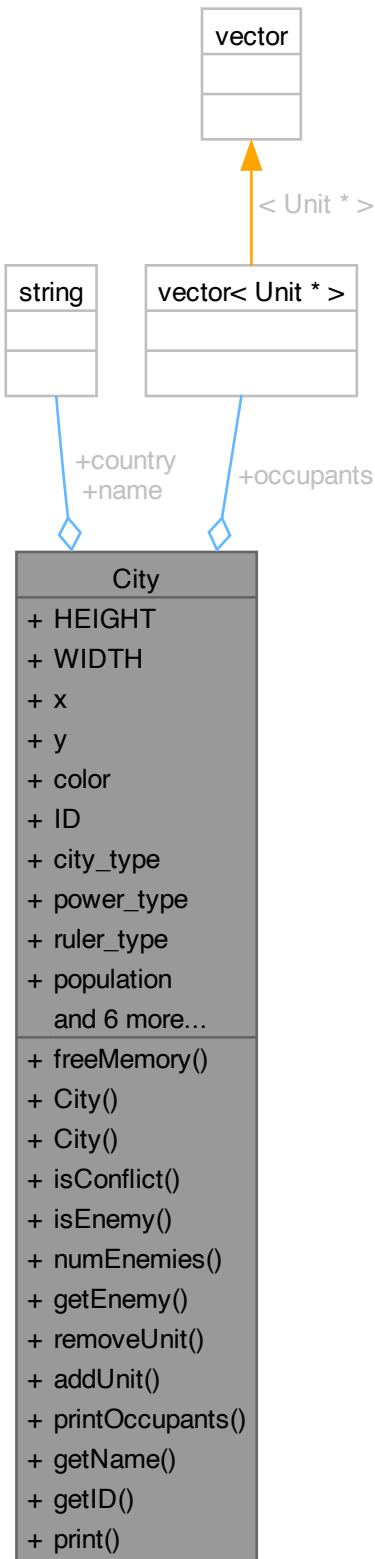 vector
< Unit * >
string
vector< Unit * >
+country
+name
+occupants
City
+ HEIGHT
+ WIDTH
+ x
+ y
+ color
+ ID
+ city_type
+ power_type
+ ruler_type
+ population
and 6 more...
+ freeMemory()
+ City()
+ City()
+ isConflict()
+ isEnemy()
+ numEnemies()
+ getEnemy()
+ removeUnit()
+ addUnit()
+ printOccupants()
+ getName()
+ getID()
+ print()